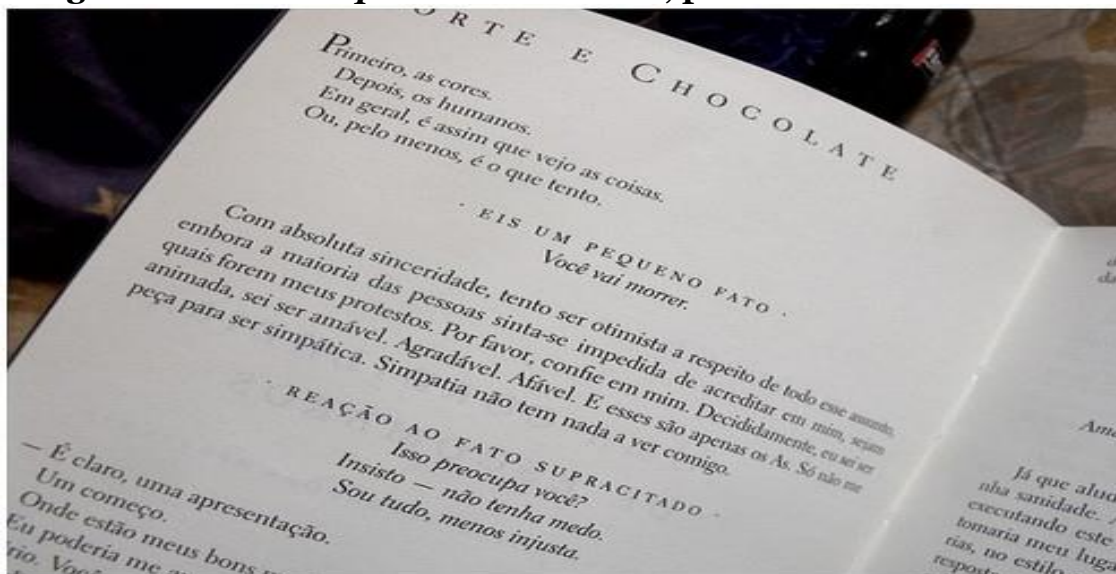 ORTE E CHOCOLATE
Primeiro, as cores.
Depois, os humanos.
Em geral, é assim que vejo as coisas.
Ou, pelo menos, é o que tento.
· EIS UM PEQUENO FATO ·
Você vai morrer.
Com absoluta sinceridade, tento ser otimista a respeito de todo esse assunto,
embora a maioria das pessoas sinta-se impedida de acreditar em mim, sejam
quais forem meus protestos. Por favor, confie em mim. Decididamente, eu sei ser
animada, sei ser amável. Agradável. Afável. E esses são apenas os As. Só não me
peça para ser simpática. Simpatia não tem nada a ver comigo.
· REAÇÃO AO FATO SUPRACITADO ·
Isso preocupa você?
Insisto — não tenha medo.
Sou tudo, menos injusta.
— É claro, uma apresentação.
Um começo.
Onde estão meus bons
Eu poderia me
rio. Você
Já que
nha sanidade.
executando este
tomaria meu
rias, no estilo